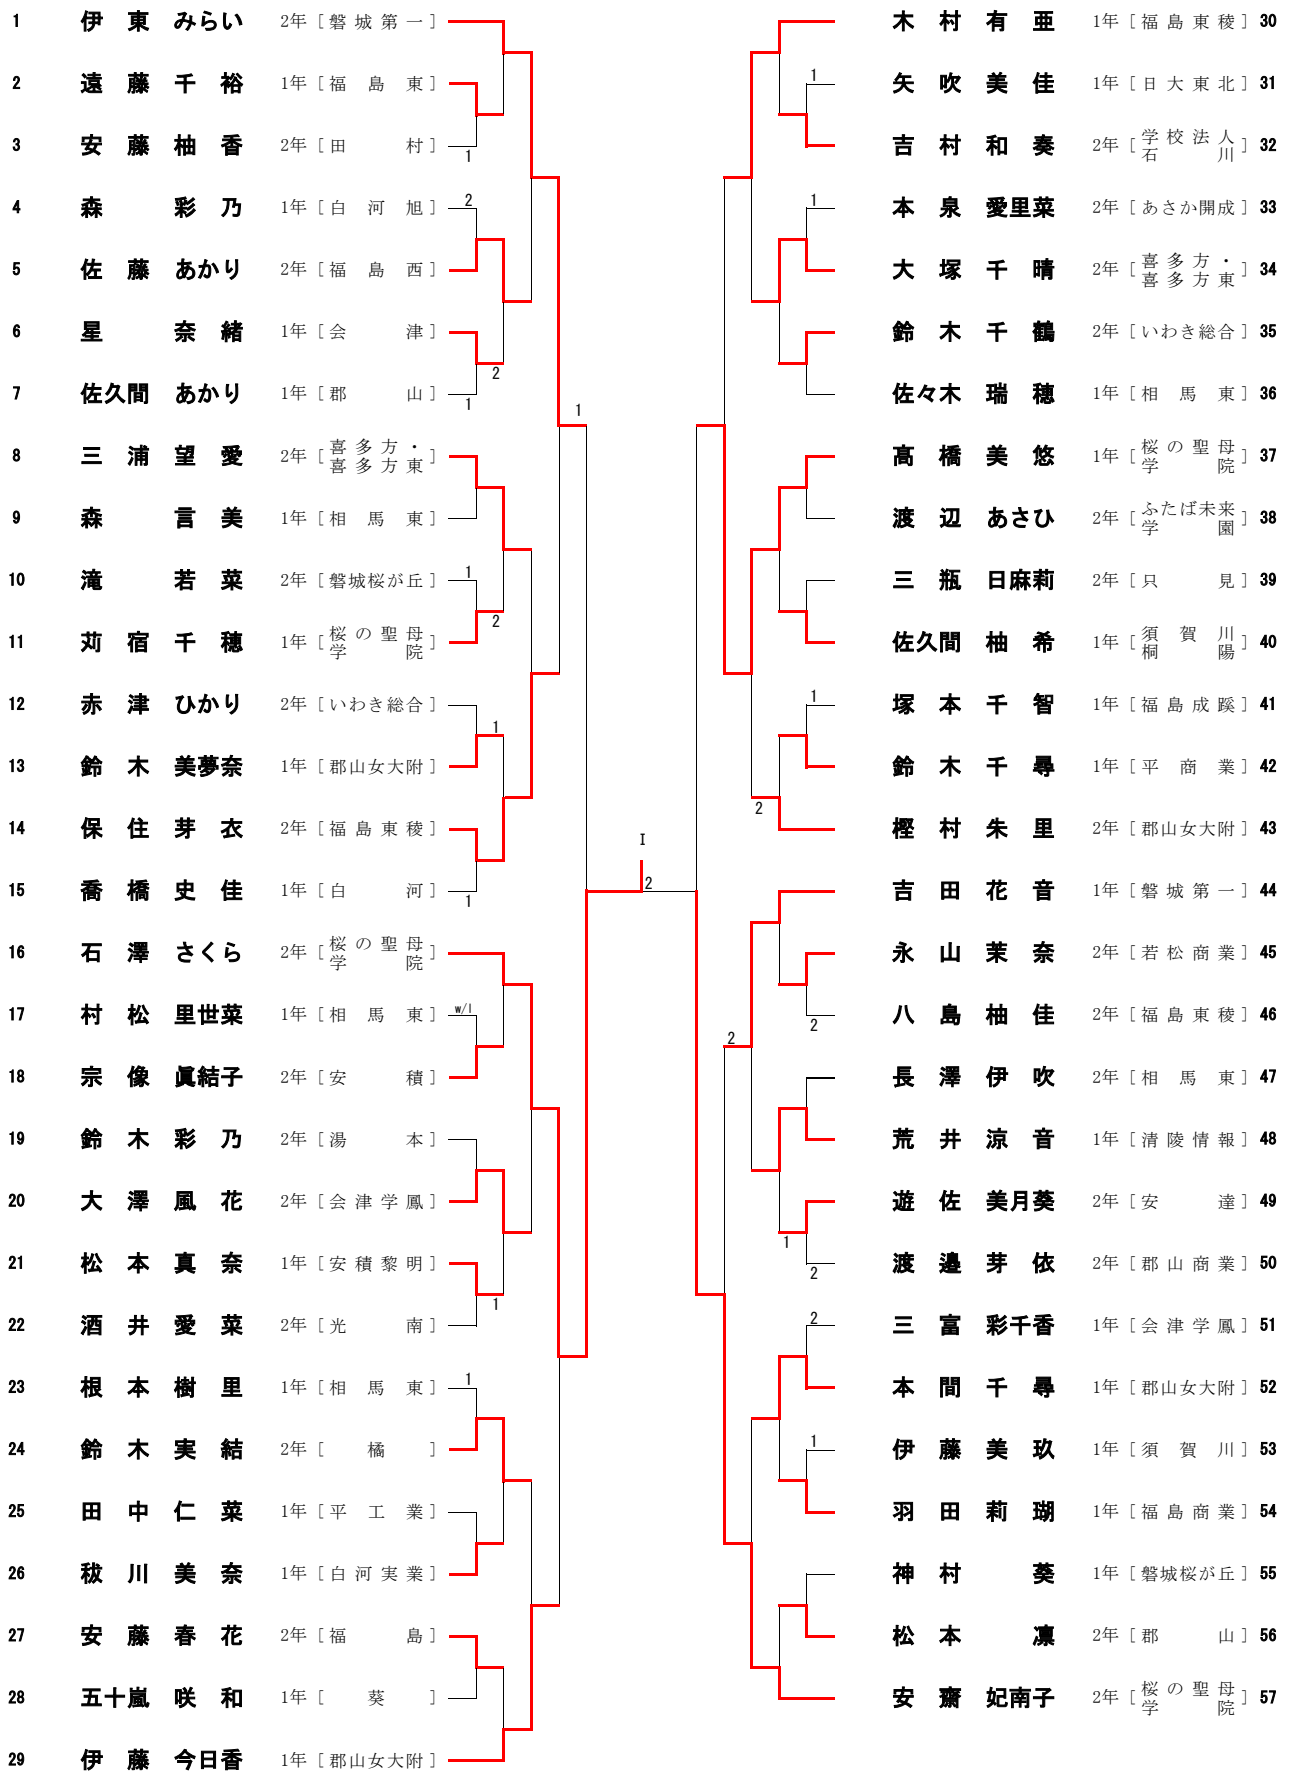 1 伊東 みらい 2年 [磐城第一]
2 遠藤 千裕 1年 [福島東]
3 安藤 柚香 2年 [田村]
1
4 森 彩乃 1年 [白河旭] 2
5 佐藤 あかり 2年 [福島西]
6 星 奈緒 1年 [会津]
2
7 佐久間 あかり 1年 [郡山]
1
1
8 三浦 望愛 2年 [喜多方・喜多方東]
9 森 言美 1年 [相馬東]
10 滝 若菜 2年 [磐城桜が丘] 1
11 苅宿 千穂 1年 [桜の聖母学院]
2
12 赤津 ひかり 2年 [いわき総合]
1
13 鈴木 美夢奈 1年 [郡山女大附]
14 保住 芽衣 2年 [福島東稜]
15 喬橋 史佳 1年 [白河]
1
16 石澤 さくら 2年 [桜の聖母学院]
17 村松 里世菜 1年 [相馬東] w/l
18 宗像 眞結子 2年 [安積]
19 鈴木 彩乃 2年 [湯本]
20 大澤 風花 2年 [会津学鳳]
21 松本 真奈 1年 [安積黎明]
1
22 酒井 愛菜 2年 [光南]
23 根本 樹里 1年 [相馬東] 1
24 鈴木 実結 2年 [橘]
25 田中 仁菜 1年 [平工業]
26 秡川 美奈 1年 [白河実業]
27 安藤 春花 2年 [福島]
28 五十嵐 咲和 1年 [葵]
29 伊藤 今日香 1年 [郡山女大附]
I
2
木村 有亜 1年 [福島東稜] 30
1 矢吹 美佳 1年 [日大東北] 31
吉村 和奏 2年 [学校法人石川] 32
1 本泉 愛里菜 2年 [あさか開成] 33
大塚 千晴 2年 [喜多方・喜多方東] 34
鈴木 千鶴 2年 [いわき総合] 35
佐々木 瑞穂 1年 [相馬東] 36
髙橋 美悠 1年 [桜の聖母学院] 37
渡辺 あさひ 2年 [ふたば未来学園] 38
三瓶 日麻莉 2年 [只見] 39
佐久間 柚希 1年 [須賀川桐陽] 40
1 塚本 千智 1年 [福島成蹊] 41
鈴木 千尋 1年 [平商業] 42
2
樫村 朱里 2年 [郡山女大附] 43
吉田 花音 1年 [磐城第一] 44
永山 茉奈 2年 [若松商業] 45
八島 柚佳 2年 [福島東稜] 46
2
2
長澤 伊吹 2年 [相馬東] 47
荒井 涼音 1年 [清陵情報] 48
遊佐 美月葵 2年 [安達] 49
1
渡邉 芽依 2年 [郡山商業] 50
2
2 三富 彩千香 1年 [会津学鳳] 51
本間 千尋 1年 [郡山女大附] 52
1 伊藤 美玖 1年 [須賀川] 53
羽田 莉瑚 1年 [福島商業] 54
神村 葵 1年 [磐城桜が丘] 55
松本 凜 2年 [郡山] 56
安齋 妃南子 2年 [桜の聖母学院] 57